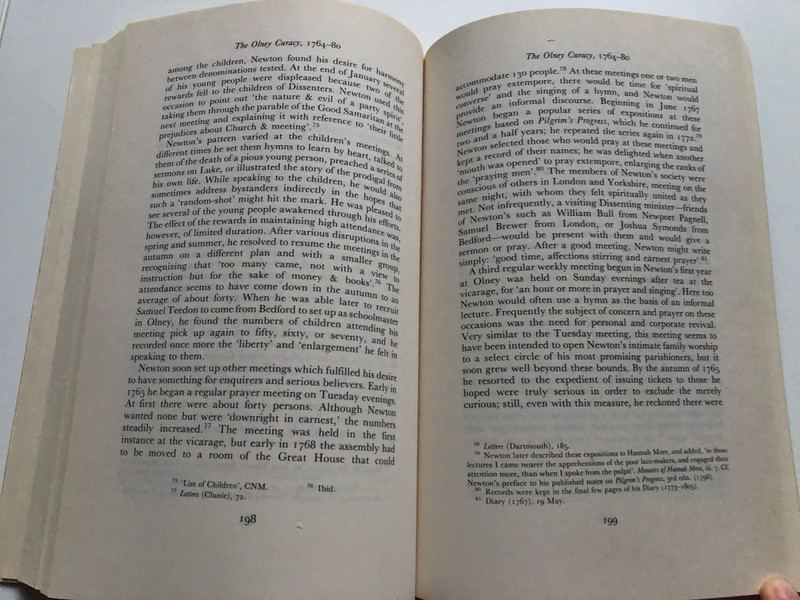 The Olney Curacy, 1764–80
among the children, Newton found his desire for harmony
between denominations tested. At the end of January several
of his young people were displeased because two of the
rewards fell to the children of Dissenters. Newton used this
occasion to point out 'the nature & evil of a party spirit',
taking them through the parable of the Good Samaritan at the
next meeting and explaining it with reference to 'their little
prejudices about Church & meeting'.75
Newton's pattern varied at the children's meetings. At
different times he set them hymns to learn by heart, talked to
them of the death of a pious young person, preached a series of
sermons on Luke, or illustrated the story of the prodigal from
his own life. While speaking to the children, he would also
sometimes address bystanders indirectly in the hopes that
such a 'random-shot' might hit the mark. He was pleased to
see several of the young people awakened through his efforts.
The effect of the rewards in maintaining high attendance was,
however, of limited duration. After various disruptions in the
spring and summer, he resolved to resume the meetings in the
autumn on a different plan and with a smaller group,
recognizing that 'too many came, not with a view to
instruction but for the sake of money & books'.76 The
attendance seems to have come down in the autumn to an
average of about forty. When he was able later to recruit
Samuel Teedon to come from Bedford to set up as schoolmaster
in Olney, he found the numbers of children attending his
meeting pick up again to fifty, sixty, or seventy, and he
recorded once more the 'liberty' and 'enlargement' he felt in
speaking to them.
Newton soon set up other meetings which fulfilled his desire
to have something for enquirers and serious believers. Early in
1765 he began a regular prayer meeting on Tuesday evenings.
At first there were about forty persons. Although Newton
wanted none but were 'downright in earnest,' the numbers
steadily increased.77 The meeting was held in the first
instance at the vicarage, but early in 1768 the assembly had
to be moved to a room of the Great House that could
75 'List of Children', CNM. 76 Ibid.
77 Letters (Clunie), 72.
198
The Olney Curacy, 1764–80
accommodate 130 people.78 At these meetings one or two men
would pray extempore, there would be time for 'spiritual
converse' and the singing of a hymn, and Newton would
provide an informal discourse. Beginning in June 1767
Newton began a popular series of expositions at these
meetings based on Pilgrim's Progress, which he continued for
two and a half years; he repeated the series again in 1772.79
Newton selected those who would pray at these meetings and
kept a record of their names; he was delighted when another
'mouth was opened' to pray extempore, enlarging the ranks of
the 'praying men'.80 The members of Newton's society were
conscious of others in London and Yorkshire, meeting on the
same night, with whom they felt spiritually united as they
met. Not infrequently, a visiting Dissenting minister—friends
of Newton's such as William Bull from Newport Pagnell,
Samuel Brewer from London, or Joshua Symonds from
Bedford—would be present with them and would give a
sermon or pray. After a good meeting, Newton might write
simply: 'good time, affections stirring and earnest prayer'.81
A third regular weekly meeting begun in Newton's first year
at Olney was held on Sunday evenings after tea at the
vicarage, for 'an hour or more in prayer and singing'. Here too
Newton would often use a hymn as the basis of an informal
lecture. Frequently the subject of concern and prayer on these
occasions was the need for personal and corporate revival.
Very similar to the Tuesday meeting, this meeting seems to
have been intended to open Newton's intimate family worship
to a select circle of his most promising parishioners, but it
soon grew well beyond these bounds. By the autumn of 1765
he resorted to the expedient of issuing tickets to those he
hoped were truly serious in order to exclude the merely
curious; still, even with this measure, he reckoned there were
78 Letters (Dartmouth), 185.
79 Newton later described these expositions to Hannah More, and added, 'in those
lectures I came nearer the apprehensions of the poor lace-makers, and engaged their
attention more, than when I spoke from the pulpit'. Memoirs of Hannah More, iii. 7. Cf.
Newton's preface to his published notes on Pilgrim's Progress, 3rd edn. (1798).
80 Records were kept in the final few pages of his Diary (1773–1805).
81 Diary (1767), 19 May.
199